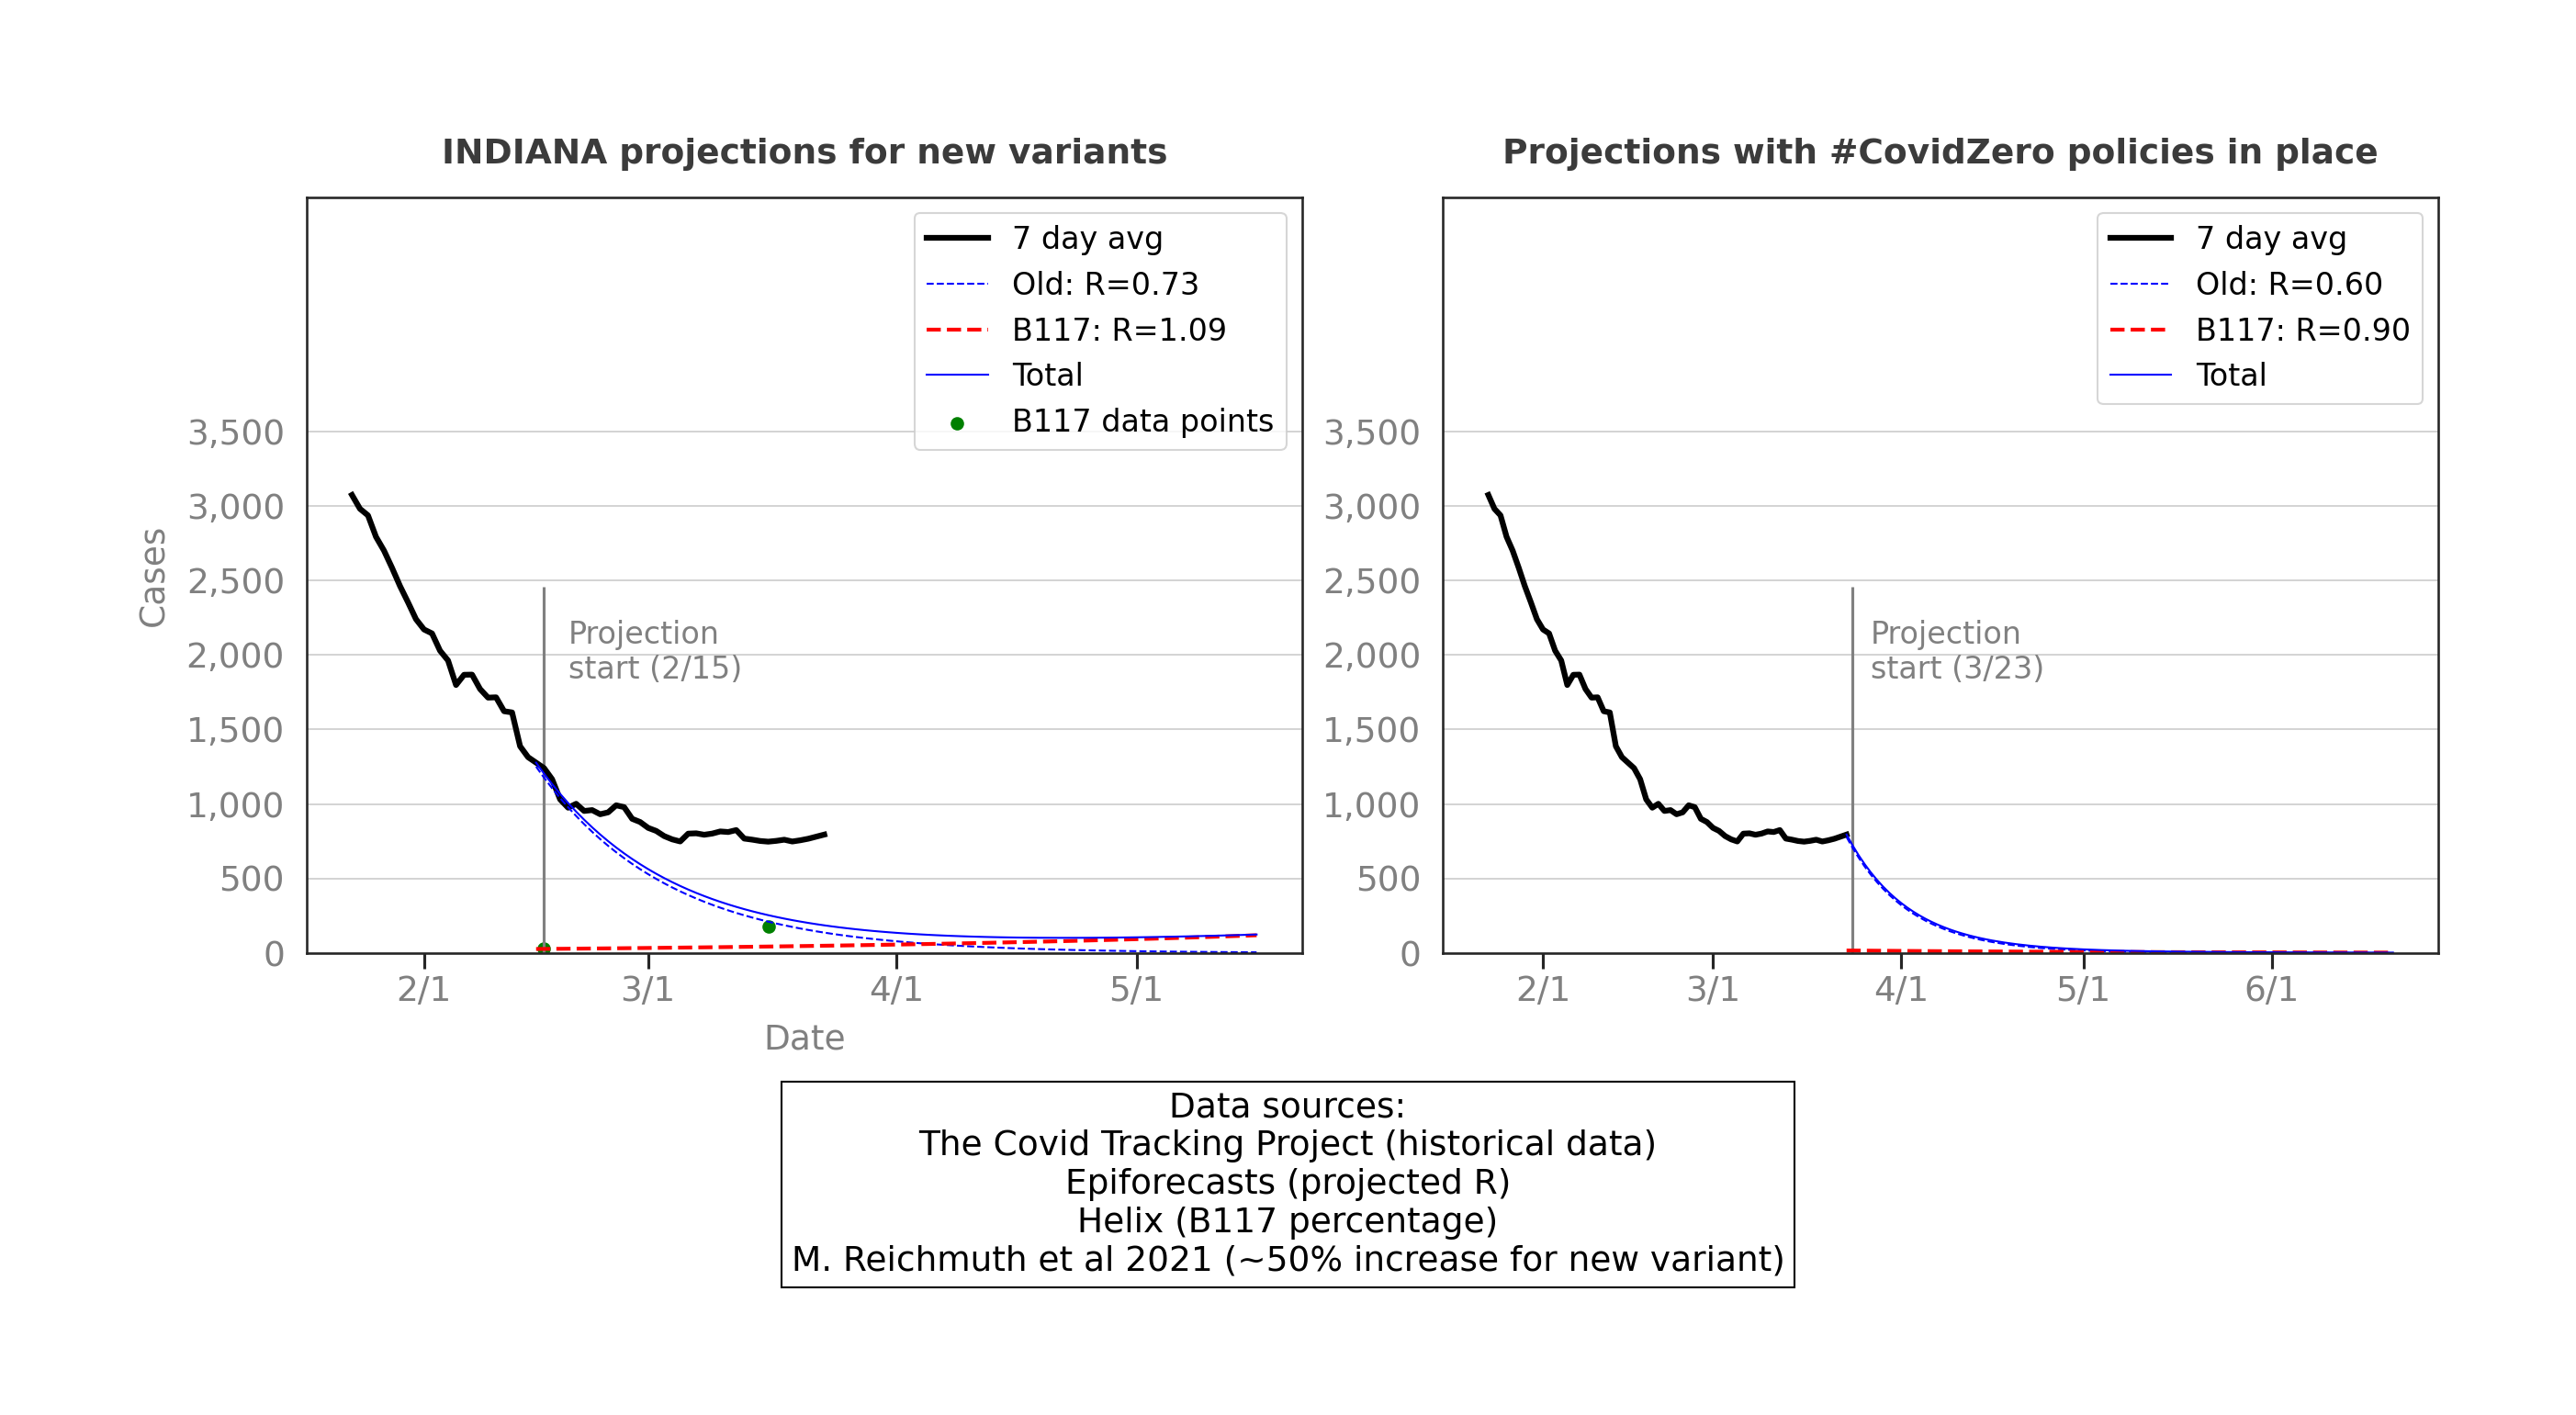 INDIANA projections for new variants
7 day avg
Old: R=0.73
B117: R=1.09
Total
B117 data points
3,500
3,000
2,500
2,000
1,500
1,000
500
0
Cases
Projection
start (2/15)
2/1
3/1
4/1
5/1
Date
Projections with #CovidZero policies in place
7 day avg
Old: R=0.60
B117: R=0.90
Total
3,500
3,000
2,500
2,000
1,500
1,000
500
0
Projection
start (3/23)
2/1
3/1
4/1
5/1
6/1
Data sources:
The Covid Tracking Project (historical data)
Epiforecasts (projected R)
Helix (B117 percentage)
M. Reichmuth et al 2021 (~50% increase for new variant)